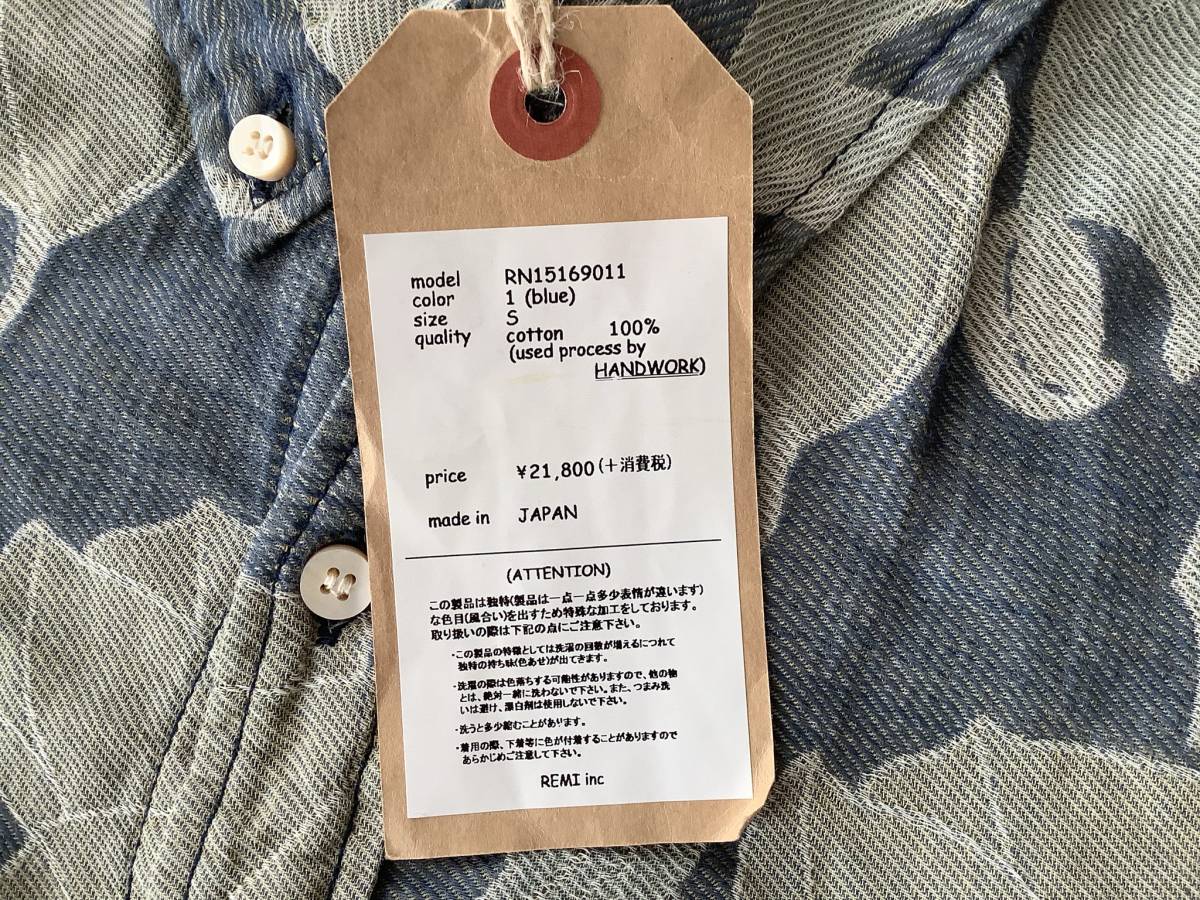 model RN15169011
color 1 (blue)
size S
quality cotton 100%
(used process by
HANDWORK)
price ¥21,800 (+消費税)
made in JAPAN
(ATTENTION)
この製品は独特(製品は一点一点多少表情が違います)
な色目(風合い)を出すため特殊な加工をしております。
取り扱いの際は下記の点にご注意下さい。
・この製品の特徴としては洗濯の回数が増えるにつれて
独特の持ち味(色あせ)が出てきます。
・洗濯の際は色落ちする可能性がありますので、他の物
とは、絶対一緒に洗わないで下さい。また、つまみ洗
いは避け、漂白剤は使用しないで下さい。
・洗うと多少縮むことがあります。
・着用の際、下着等に色が付着することがありますので
あらかじめご注意して下さい。
REMI inc